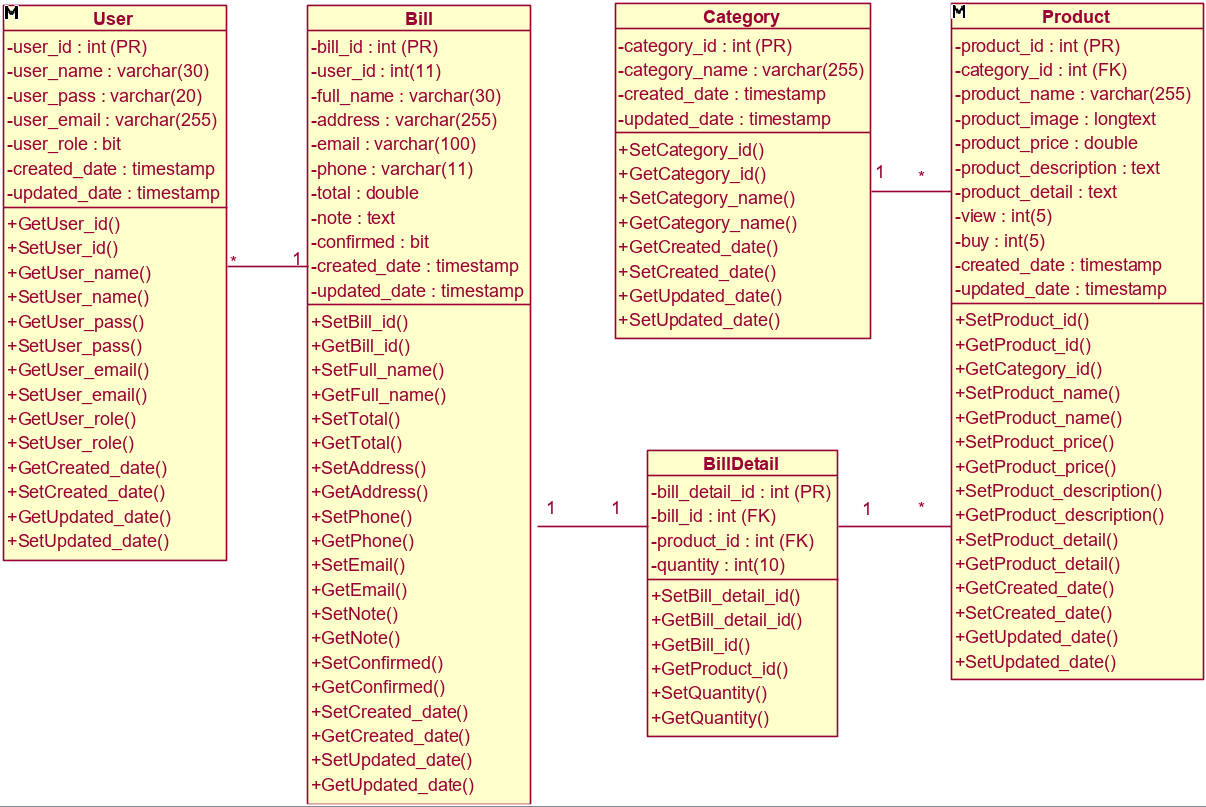 M
User
-user_id : int (PR)
-user_name : varchar(30)
-user_pass : varchar(20)
-user_email : varchar(255)
-user_role : bit
-created_date : timestamp
-updated_date : timestamp
+GetUser_id()
+SetUser_id()
+GetUser_name()
+SetUser_name()
+GetUser_pass()
+SetUser_pass()
+GetUser_email()
+SetUser_email()
+GetUser_role()
+SetUser_role()
+GetCreated_date()
+SetCreated_date()
+GetUpdated_date()
+SetUpdated_date()
* 1
Bill
-bill_id : int (PR)
-user_id : int(11)
-full_name : varchar(30)
-address : varchar(255)
-email : varchar(100)
-phone : varchar(11)
-total : double
-note : text
-confirmed : bit
-created_date : timestamp
-updated_date : timestamp
+SetBill_id()
+GetBill_id()
+SetFull_name()
+GetFull_name()
+SetTotal()
+GetTotal()
+SetAddress()
+GetAddress()
+SetPhone()
+GetPhone()
+SetEmail()
+GetEmail()
+SetNote()
+GetNote()
+SetConfirmed()
+GetConfirmed()
+SetCreated_date()
+GetCreated_date()
+SetUpdated_date()
+GetUpdated_date()
1 1
Category
-category_id : int (PR)
-category_name : varchar(255)
-created_date : timestamp
-updated_date : timestamp
+SetCategory_id()
+GetCategory_id()
+SetCategory_name()
+GetCategory_name()
+GetCreated_date()
+SetCreated_date()
+GetUpdated_date()
+SetUpdated_date()
1 *
BillDetail
-bill_detail_id : int (PR)
-bill_id : int (FK)
-product_id : int (FK)
-quantity : int(10)
+SetBill_detail_id()
+GetBill_detail_id()
+GetBill_id()
+GetProduct_id()
+SetQuantity()
+GetQuantity()
1 *
M
Product
-product_id : int (PR)
-category_id : int (FK)
-product_name : varchar(255)
-product_image : longtext
-product_price : double
-product_description : text
-product_detail : text
-view : int(5)
-buy : int(5)
-created_date : timestamp
-updated_date : timestamp
+SetProduct_id()
+GetProduct_id()
+GetCategory_id()
+SetProduct_name()
+GetProduct_name()
+SetProduct_price()
+GetProduct_price()
+SetProduct_description()
+GetProduct_description()
+SetProduct_detail()
+GetProduct_detail()
+GetCreated_date()
+SetCreated_date()
+GetUpdated_date()
+SetUpdated_date()